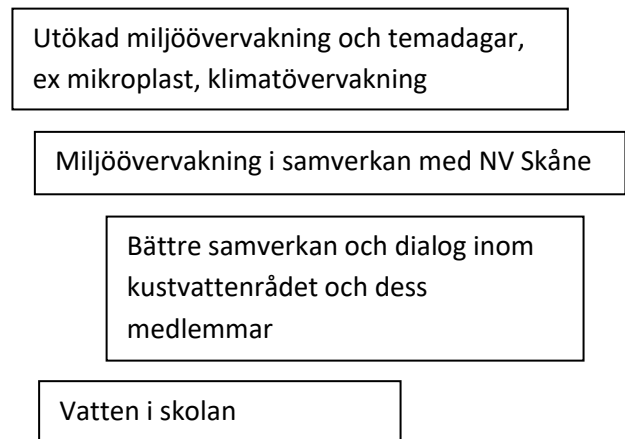 Utökad miljöövervakning och temadagar,
ex mikroplast, klimatövervakning
Miljöövervakning i samverkan med NV Skåne
Bättre samverkan och dialog inom
kustvattenrådet och dess
medlemmar
Vatten i skolan